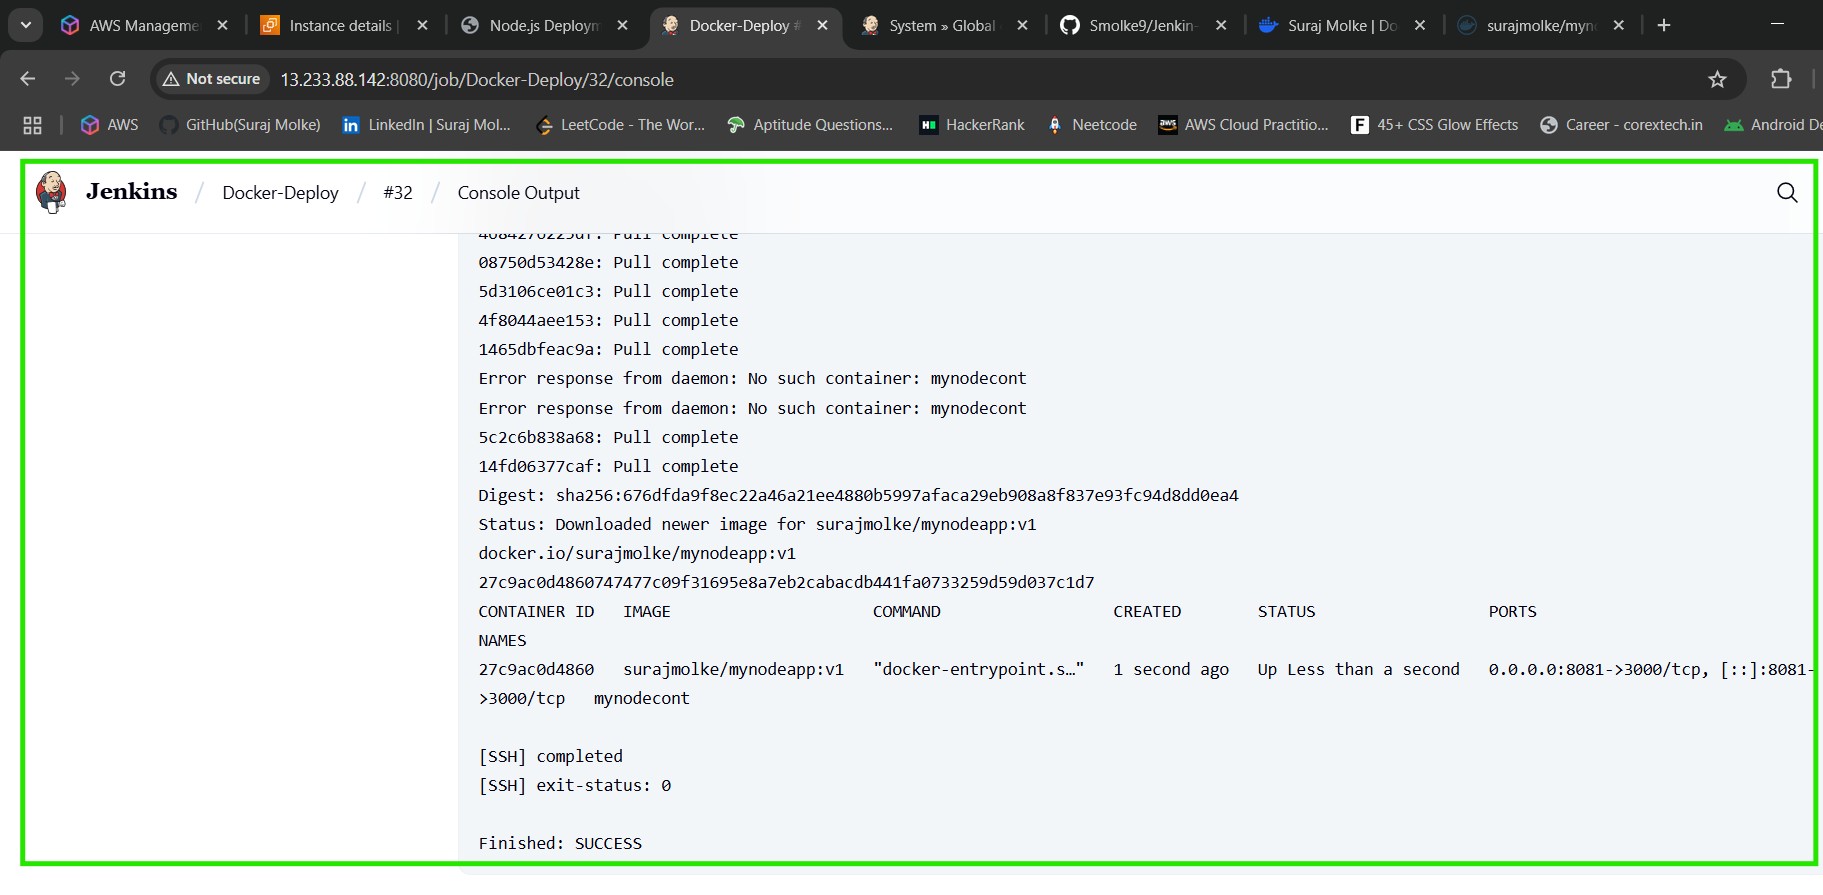 AWS Manageme
Instance details |
Node.js Deploym
Docker-Deploy #
System » Global
Smolke9/Jenkin-
Suraj Molke | Do
surajmolke/myn
Not secure
13.233.88.142:8080/job/Docker-Deploy/32/console
AWS
GitHub(Suraj Molke)
in
LinkedIn | Suraj Mol...
LeetCode - The Wor...
Aptitude Questions...
HackerRank
Neetcode
aws
AWS Cloud Practitio...
F
45+ CSS Glow Effects
Career - corextech.in
Android De
Jenkins / Docker-Deploy / #32 / Console Output
Pull complete
08750d53428e: Pull complete
5d3106ce01c3: Pull complete
4f8044aee153: Pull complete
1465dbfeac9a: Pull complete
Error response from daemon: No such container: mynodecont
Error response from daemon: No such container: mynodecont
5c2c6b838a68: Pull complete
14fd06377caf: Pull complete
Digest: sha256:676dfda9f8ec22a46a21ee4880b5997afaca29eb908a8f837e93fc94d8dd0ea4
Status: Downloaded newer image for surajmolke/mynodeapp:v1
docker.io/surajmolke/mynodeapp:v1
27c9ac0d4860747477c09f31695e8a7eb2cabacdb441fa0733259d59d037c1d7
CONTAINER ID   IMAGE                     COMMAND                  CREATED        STATUS                  PORTS
NAMES
27c9ac0d4860   surajmolke/mynodeapp:v1   "docker-entrypoint.s…"   1 second ago   Up Less than a second   0.0.0.0:8081->3000/tcp, [::]:8081-
>3000/tcp   mynodecont
[SSH] completed
[SSH] exit-status: 0
Finished: SUCCESS